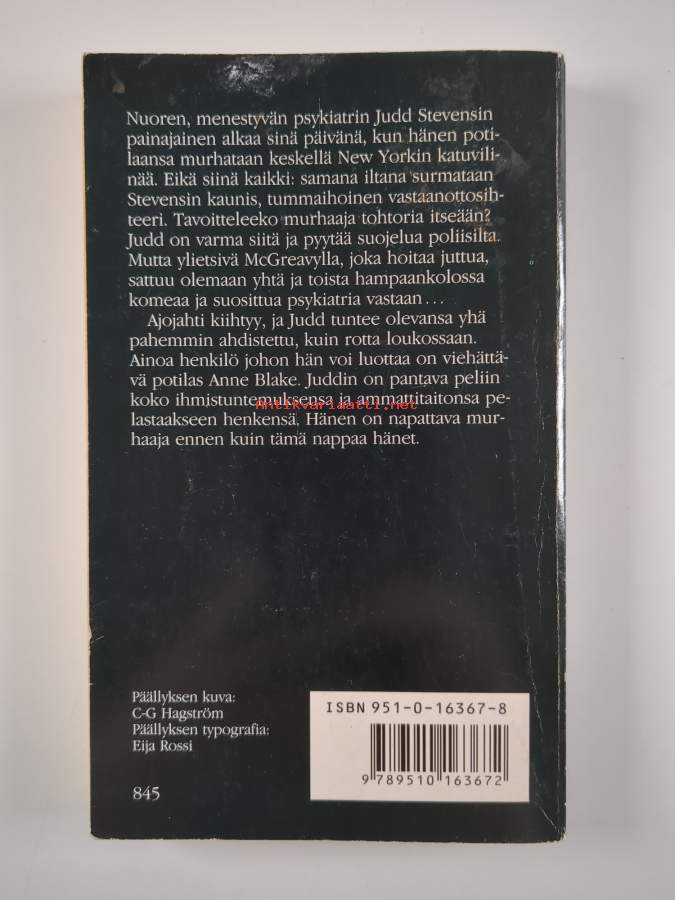 Nuoren, menestyvän psykiatrin Judd Stevensin
painajainen alkaa sinä päivänä, kun hänen poti-
laansa murhataan keskellä New Yorkin katuvili-
nää. Eikä siinä kaikki: samana iltana surmataan
Stevensin kaunis, tummaihoinen vastaanottosih-
teeri. Tavoitteleeko murhaaja tohtoria itseään?
Judd on varma siitä ja pyytää suojelua poliisilta.
Mutta ylietsivä McGreavylla, joka hoitaa juttua,
sattuu olemaan yhtä ja toista hampaankolossa
komeaa ja suosittua psykiatria vastaan...
Ajojahti kiihtyy, ja Judd tuntee olevansa yhä
pahemmin ahdistettu, kuin rotta loukossaan.
Ainoa henkilö johon hän voi luottaa on viehättä-
vä potilas Anne Blake. Juddin on pantava peliin
koko ihmistuntemuksensa ja ammattitaitonsa pe-
Antikvariaatti.net
lastaakseen henkensä. Hänen on napattava mur-
haaja ennen kuin tämä nappaa hänet.
Päällyksen kuva:
C-G Hagström
Päällyksen typografia:
Eija Rossi
845
ISBN 951-0-16367-8
9 789510 163672